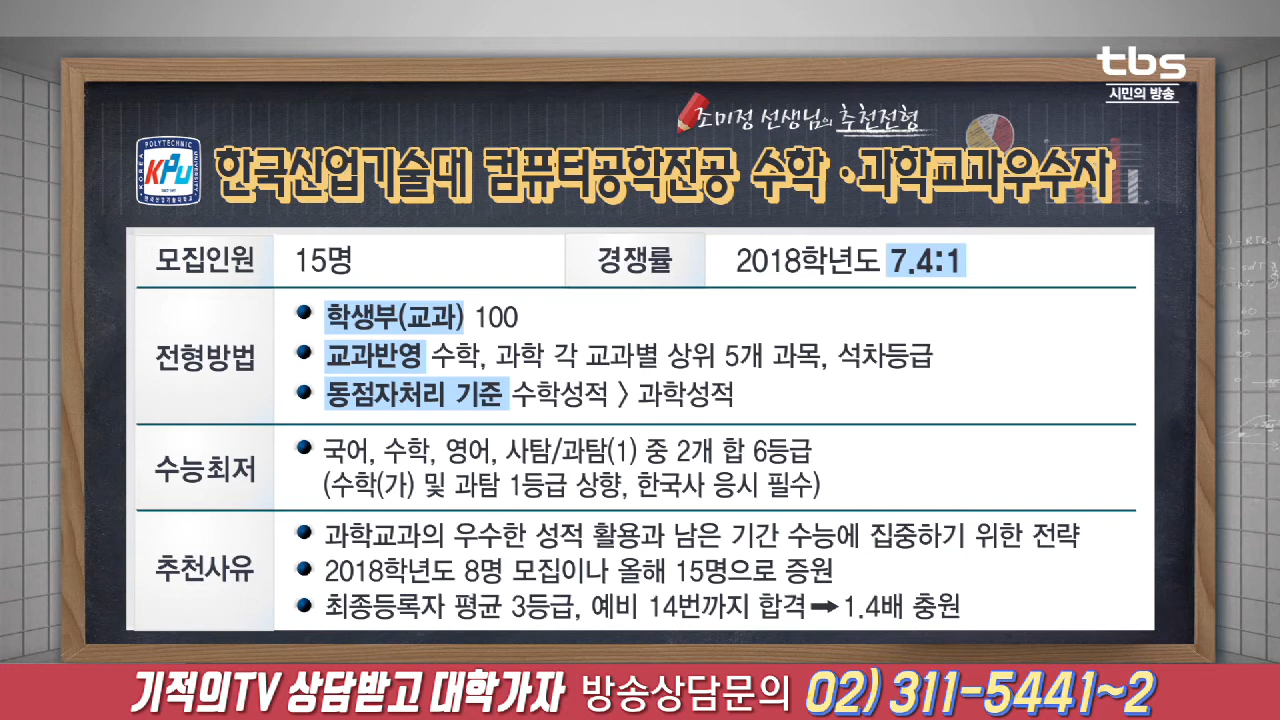 tbs
시민의 방송
조미정 선생님의 추천전형
KOREA POLYTECHNIC UNIVERSITY
KPU
한국산업기술대학교
한국산업기술대 컴퓨터공학전공 수학·과학교과우수자
모집인원 15명 경쟁률 2018학년도 7.4:1
전형방법
학생부(교과) 100
교과반영 수학, 과학 각 교과별 상위 5개 과목, 석차등급
동점자처리 기준 수학성적 > 과학성적
수능최저
국어, 수학, 영어, 사탐/과탐(1) 중 2개 합 6등급
(수학(가) 및 과탐 1등급 상향, 한국사 응시 필수)
추천사유
과학교과의 우수한 성적 활용과 남은 기간 수능에 집중하기 위한 전략
2018학년도 8명 모집이나 올해 15명으로 증원
최종등록자 평균 3등급, 예비 14번까지 합격➡1.4배 충원
기적의TV 상담받고 대학가자 방송상담문의 02) 311-5441~2